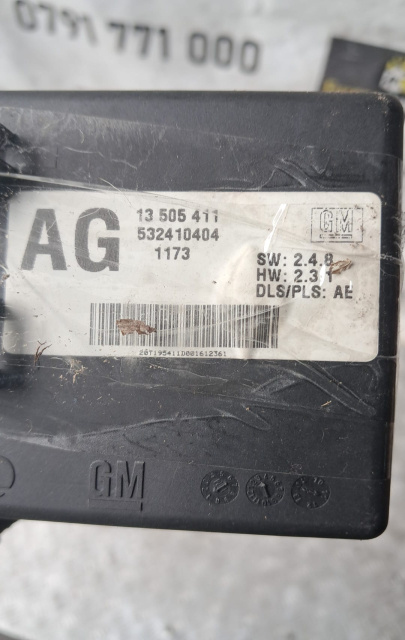 0791 771 000
AG
13 505 411
532410404
1173
GM
SW: 2.4.8
HW: 2.3.1
DLS/PLS: AE
GM